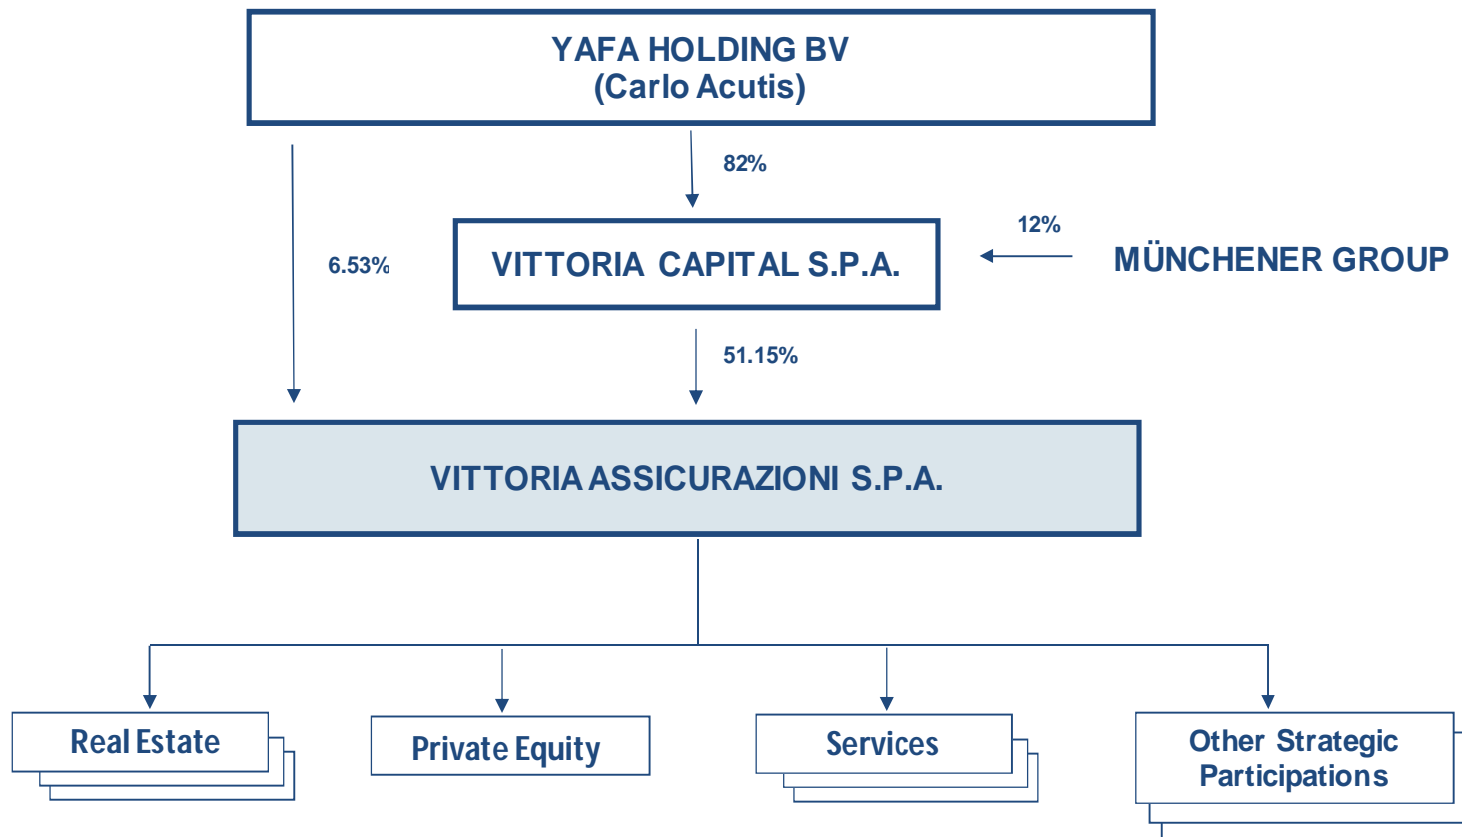 YAFA HOLDING BV
(Carlo Acutis)
82%
12%
6.53%
VITTORIA CAPITAL S.P.A.
MÜNCHENER GROUP
51.15%
VITTORIA ASSICURAZIONI S.P.A.
Real Estate
Private Equity
Services
Other Strategic
Participations